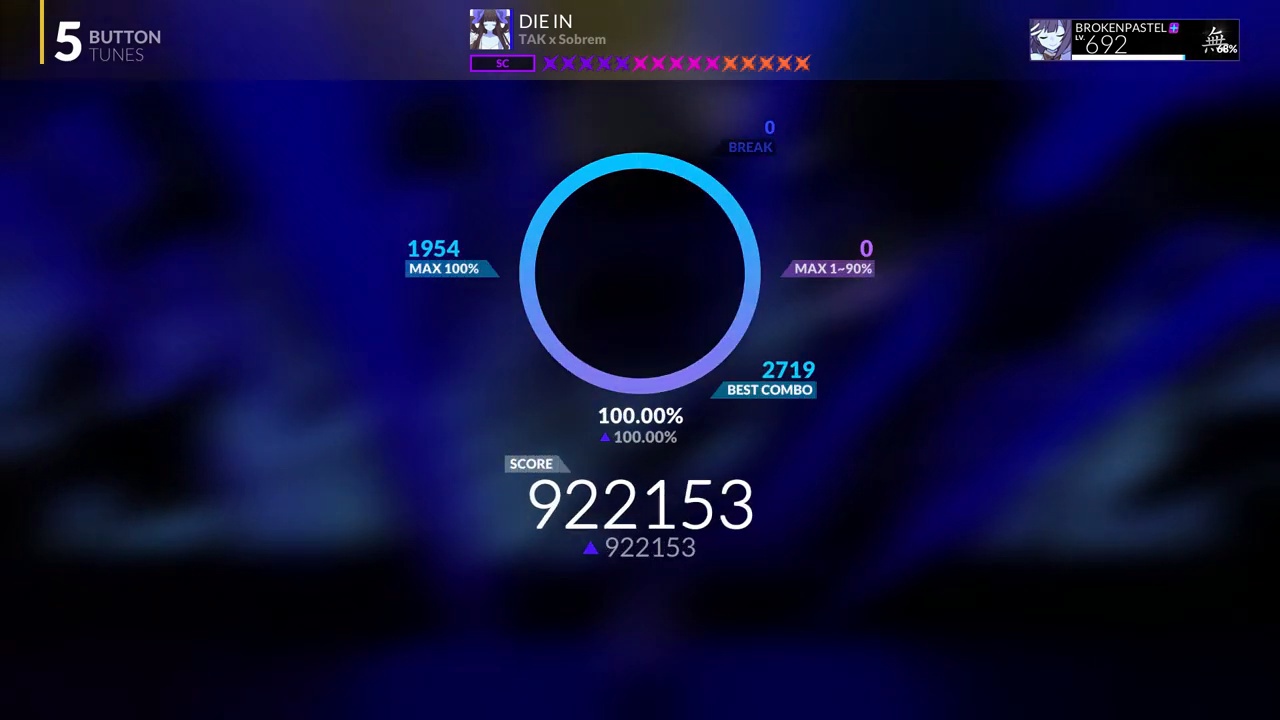 5 BUTTON
TUNES
DIE IN
TAK x Sobrem
SC
BROKENPASTEL
LV. 692
無
68%
0
BREAK
1954
MAX 100%
0
MAX 1~90%
2719
BEST COMBO
100.00%
100.00%
SCORE
922153
922153